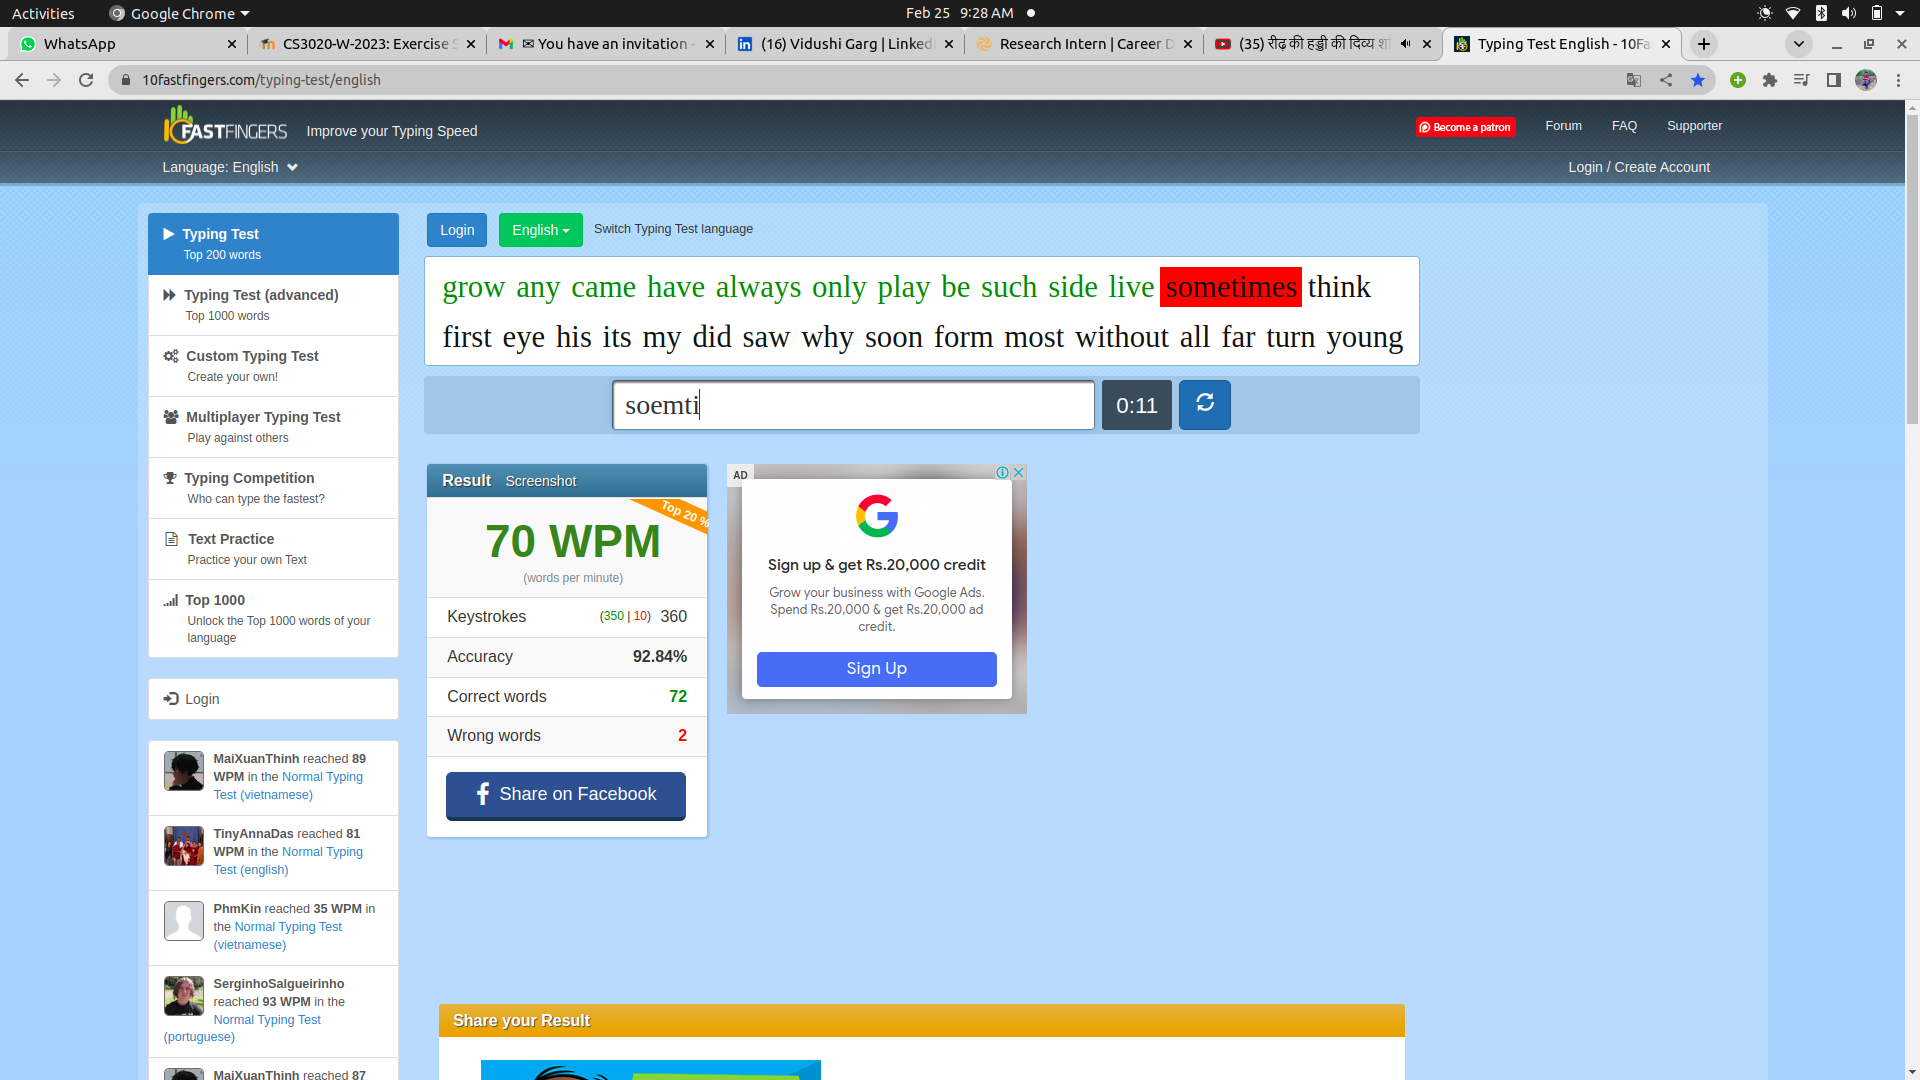 Activities
Google Chrome
Feb 25 9:28 AM
WhatsApp
CS3020-W-2023: Exercise S
You have an invitation -
(16) Vidushi Garg | LinkedI
Research Intern | Career D
(35) रीढ़ की हड्डी की दिव्य श
Typing Test English - 10Fa
10fastfingers.com/typing-test/english
10FASTFINGERS
Improve your Typing Speed
Become a patron
Forum
FAQ
Supporter
Language: English
Login / Create Account
Typing Test
Top 200 words
Typing Test (advanced)
Top 1000 words
Custom Typing Test
Create your own!
Multiplayer Typing Test
Play against others
Typing Competition
Who can type the fastest?
Text Practice
Practice your own Text
Top 1000
Unlock the Top 1000 words of your
language
Login
MaiXuanThinh reached 89
WPM in the Normal Typing
Test (vietnamese)
TinyAnnaDas reached 81
WPM in the Normal Typing
Test (english)
PhmKin reached 35 WPM in
the Normal Typing Test
(vietnamese)
SerginhoSalgueirinho
reached 93 WPM in the
Normal Typing Test
(portuguese)
MaiXuanThinh reached 87
Login
English
Switch Typing Test language
grow any came have always only play be such side live sometimes think
first eye his its my did saw why soon form most without all far turn young
soemti
0:11
Result
Screenshot
Top 20 %
70 WPM
(words per minute)
Keystrokes (350 | 10) 360
Accuracy 92.84%
Correct words 72
Wrong words 2
Share on Facebook
AD
Sign up & get Rs.20,000 credit
Grow your business with Google Ads.
Spend Rs.20,000 & get Rs.20,000 ad
credit.
Sign Up
Share your Result